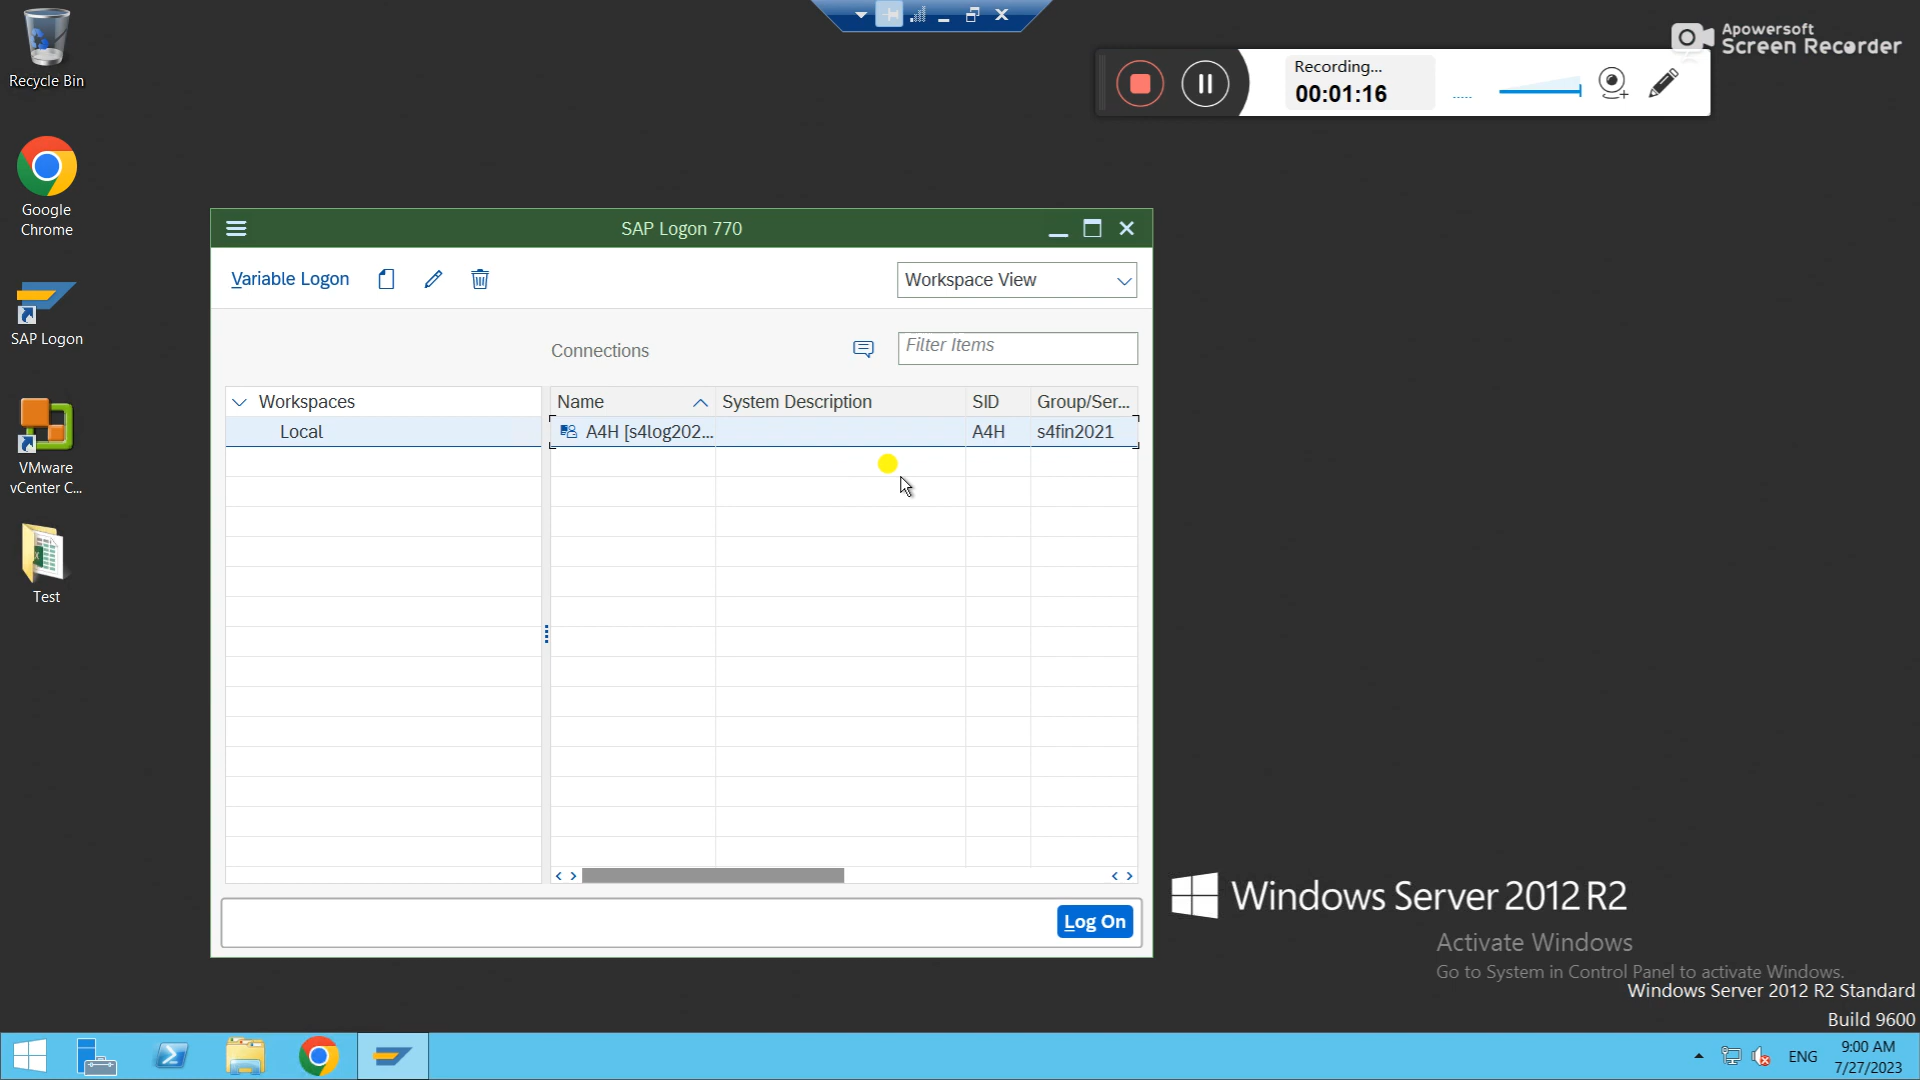 Recycle Bin
Apowersoft
Screen Recorder
Recording...
00:01:16
Google
Chrome
SAP Logon 770
Variable Logon
Workspace View
SAP Logon
Connections
Filter Items
Workspaces
Name
System Description
SID
Group/Ser...
Local
A4H [s4log202...
A4H
s4fin2021
VMware
vCenter C...
Test
Log On
Windows Server 2012 R2
Activate Windows
Go to System in Control Panel to activate Windows.
Windows Server 2012 R2 Standard
Build 9600
ENG
9:00 AM
7/27/2023